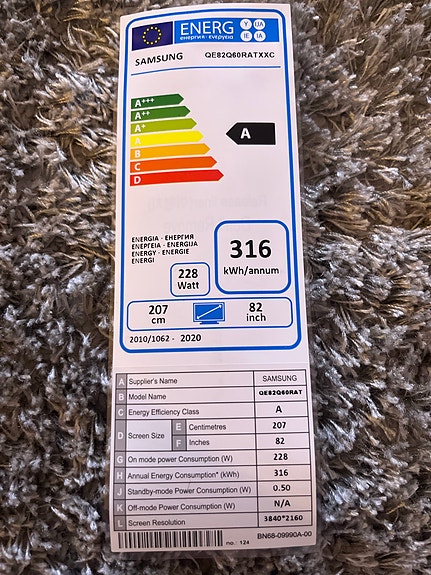 ENERG Y UA
енергия · ενεργεια IE IA
SAMSUNG QE82Q60RATXXC
A+++
A++
A+
A
B
C
D
A
ENERGIA · ЕНЕРГИЯ
ΕΝΕΡΓΕΙΑ · ENERGIJA
ENERGY · ENERGIE
ENERGI
316
kWh/annum
228
Watt
207
cm
82
inch
2010/1062 - 2020
A Supplier's Name SAMSUNG
B Model Name QE82Q60RAT
C Energy Efficiency Class A
D Screen Size E Centimetres 207
F Inches 82
G On mode power Consumption (W) 228
H Annual Energy Consumption* (kWh) 316
J Standby-mode Power Consumption (W) 0.50
K Off-mode Power Consumption (W) N/A
L Screen Resolution 3840*2160
no. : 124 BN68-09990A-00